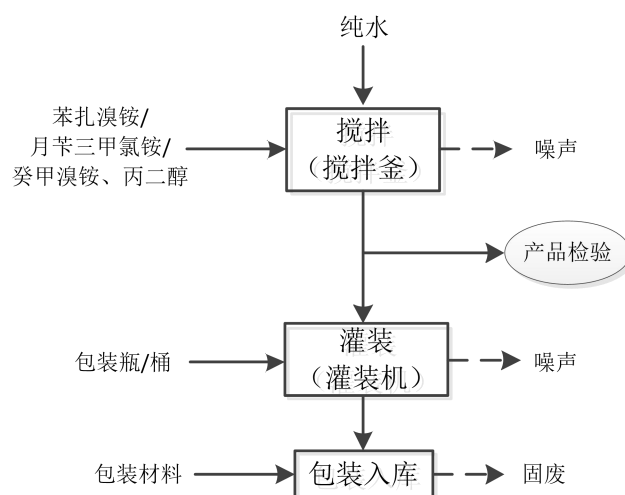 纯水
苯扎溴铵/
月苄三甲氯铵/
癸甲溴铵、丙二醇
搅拌
（搅拌釜）
噪声
产品检验
包装瓶/桶
灌装
（灌装机）
噪声
包装材料
包装入库
固废